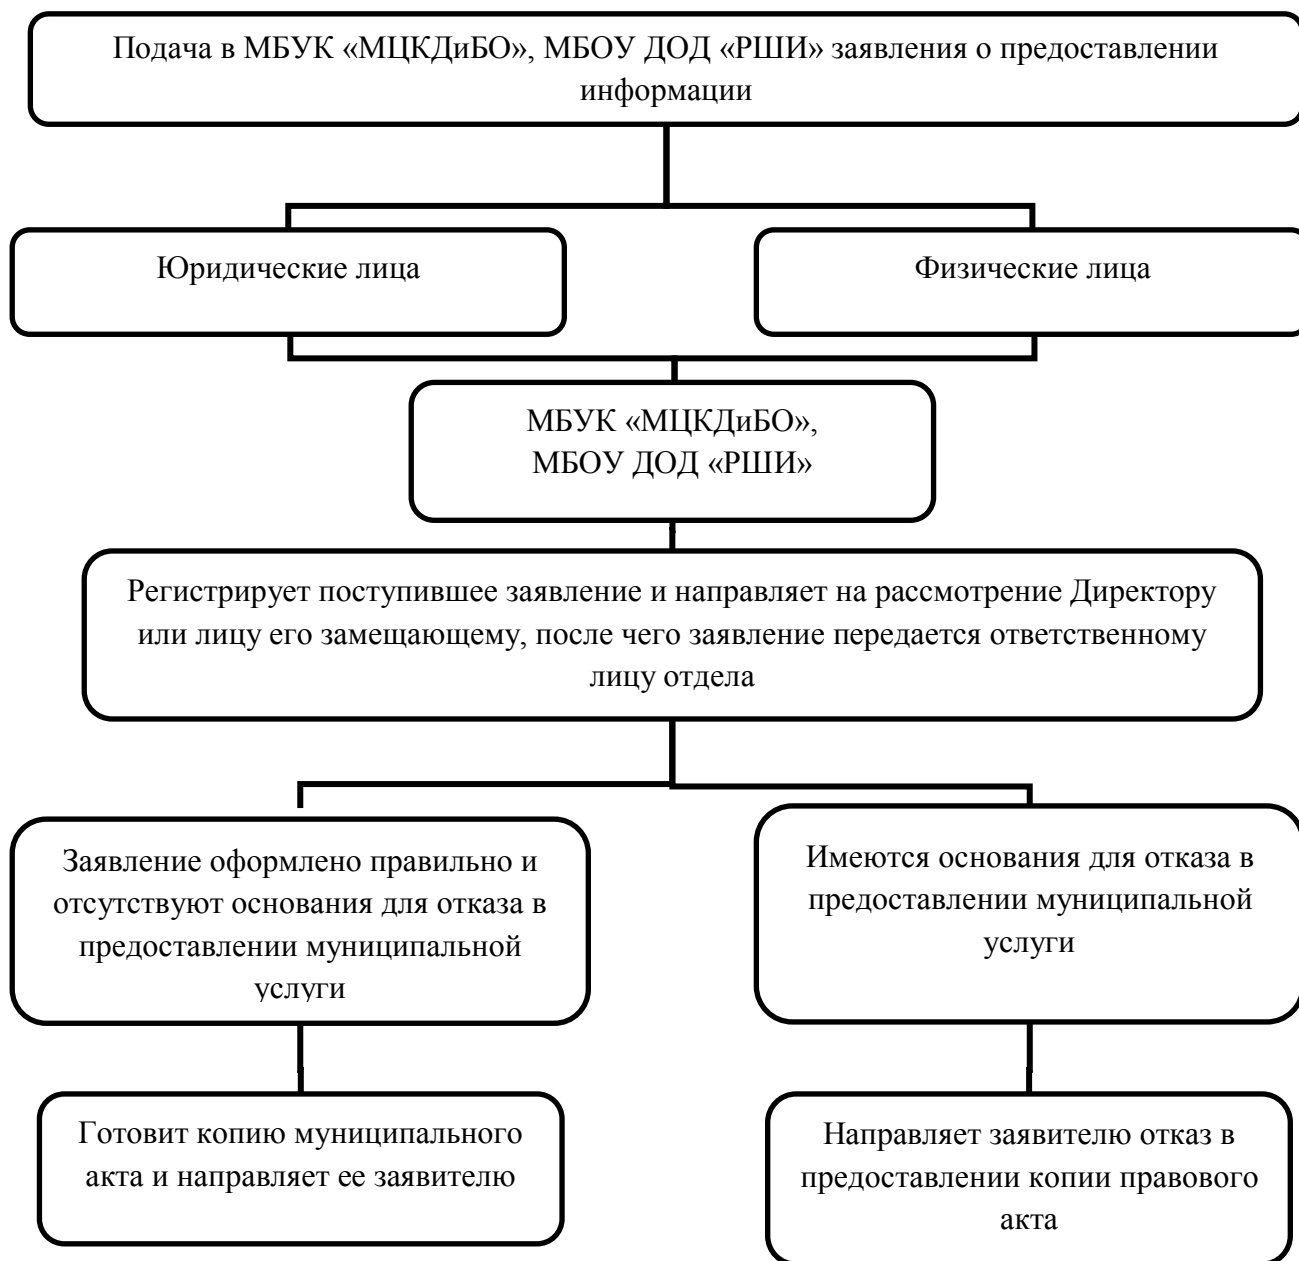 Подача в МБУК «МЦКДиБО», МБОУ ДОД «РШИ» заявления о предоставлении
информации
Юридические лица
Физические лица
МБУК «МЦКДиБО»,
МБОУ ДОД «РШИ»
Регистрирует поступившее заявление и направляет на рассмотрение Директору
или лицу его замещающему, после чего заявление передается ответственному
лицу отдела
Заявление оформлено правильно и
отсутствуют основания для отказа в
предоставлении муниципальной
услуги
Имеются основания для отказа в
предоставлении муниципальной
услуги
Готовит копию муниципального
акта и направляет ее заявителю
Направляет заявителю отказ в
предоставлении копии правового
акта